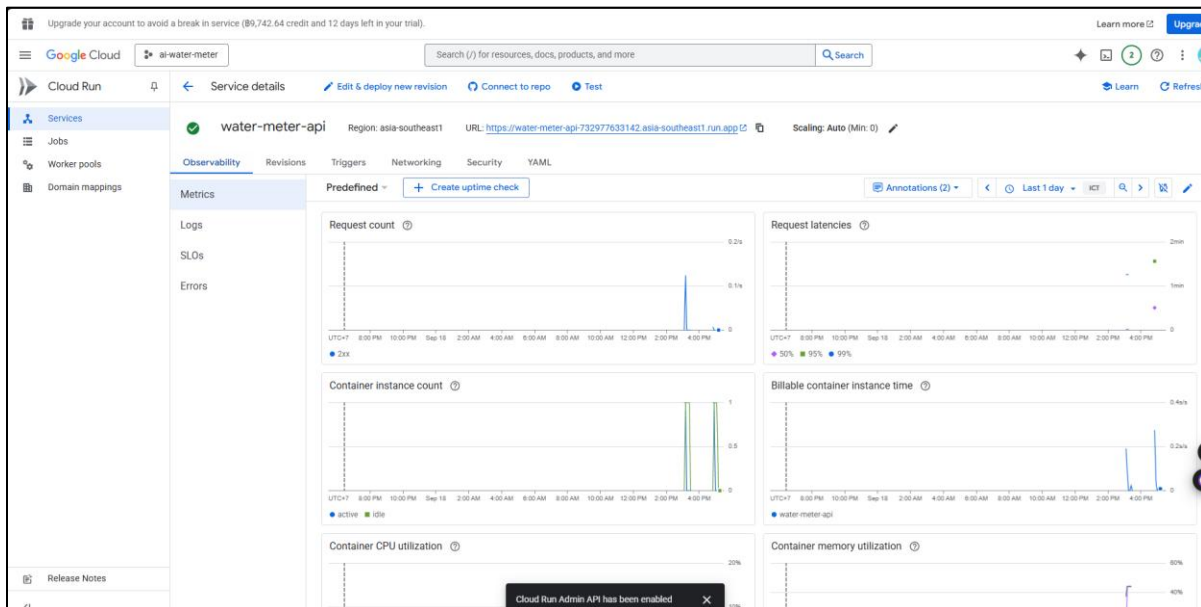 Upgrade your account to avoid a break in service (฿9,742.64 credit and 12 days left in your trial).
Learn more
Google Cloud
ai-water-meter
Search (/) for resources, docs, products, and more
Search
2
Cloud Run
Service details
Edit & deploy new revision
Connect to repo
Test
Learn
Refresh
Services
Jobs
Worker pools
Domain mappings
water-meter-api
Region: asia-southeast1
URL: https://water-meter-api-732977633142.asia-southeast1.run.app
Scaling: Auto (Min: 0)
Observability
Revisions
Triggers
Networking
Security
YAML
Metrics
Logs
SLOs
Errors
Predefined
+ Create uptime check
Annotations (2)
Last 1 day
ICT
Request count
0.2/s
0.1/s
0
UTC+7 8:00 PM 10:00 PM Sep 18 2:00 AM 4:00 AM 6:00 AM 8:00 AM 10:00 AM 12:00 PM 2:00 PM 4:00 PM
2xx
Request latencies
2min
1min
0
UTC+7 8:00 PM 10:00 PM Sep 18 2:00 AM 4:00 AM 6:00 AM 8:00 AM 10:00 AM 12:00 PM 2:00 PM 4:00 PM
50% 95% 99%
Container instance count
1
0.5
0
UTC+7 8:00 PM 10:00 PM Sep 18 2:00 AM 4:00 AM 6:00 AM 8:00 AM 10:00 AM 12:00 PM 2:00 PM 4:00 PM
active idle
Billable container instance time
0.4s/s
0.2s/s
0
UTC+7 8:00 PM 10:00 PM Sep 18 2:00 AM 4:00 AM 6:00 AM 8:00 AM 10:00 AM 12:00 PM 2:00 PM 4:00 PM
water-meter-api
Container CPU utilization
20%
Container memory utilization
60%
40%
Release Notes
Cloud Run Admin API has been enabled